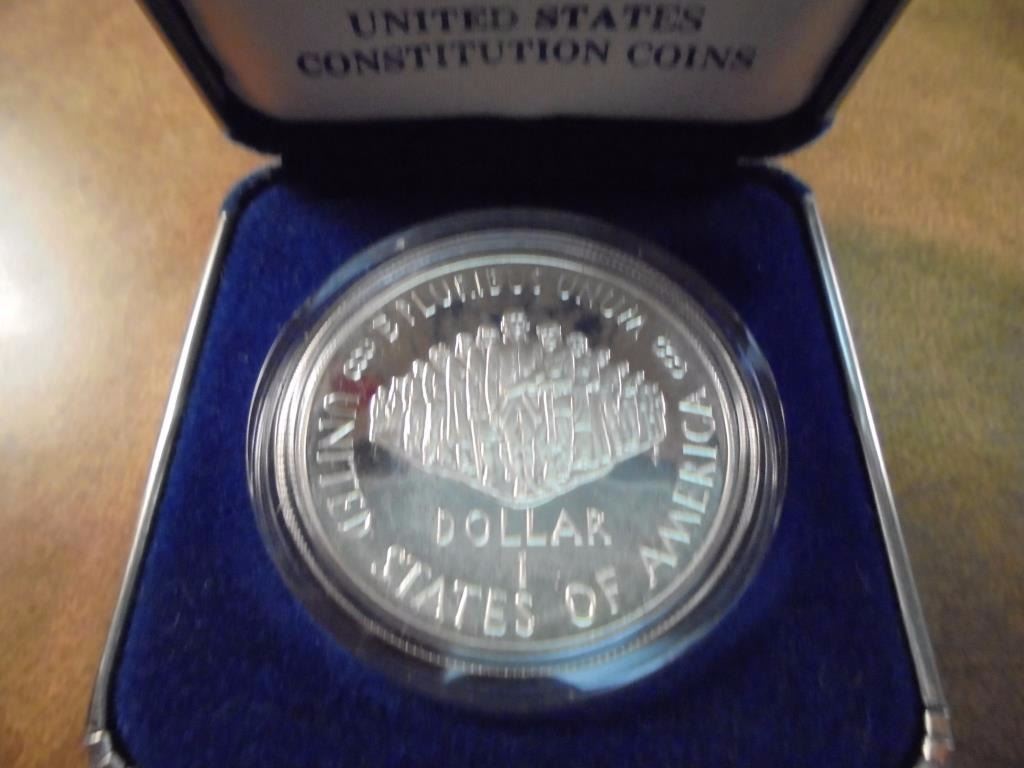 UNITED STATES
CONSTITUTION COINS
E PLURIBUS UNUM
DOLLAR
1
UNITED STATES OF AMERICA